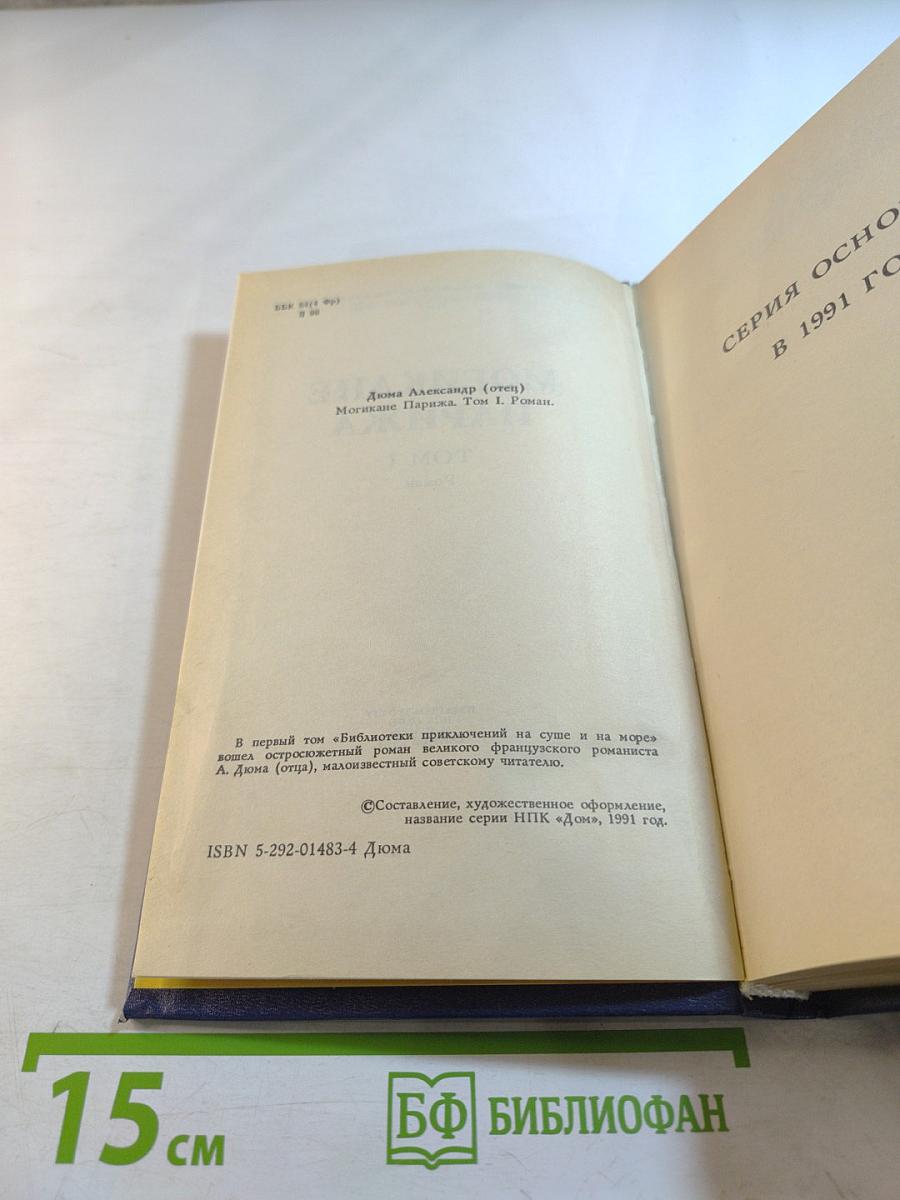 ББК 84(4 Фр)
Дюма Александр (отец)
Могикане Парижа. Том I. Роман.
В первый том «Библиотеки приключений на суше и на море»
вошел остросюжетный роман великого французского романиста
А. Дюма (отца), малоизвестный советскому читателю.
©Составление, художественное оформление,
название серии НПК «Дом», 1991 год.
ISBN 5-292-01483-4 Дюма
СЕРИЯ ОСНО
В 1991 ГО
15 см
БФ БИБЛИОФАН